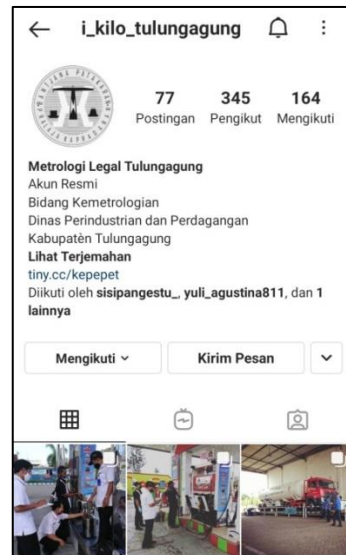 i_kilo_tulungagung
77 345 164
Postingan Pengikut Mengikuti
Metrologi Legal Tulungagung
Akun Resmi
Bidang Kemetrologian
Dinas Perindustrian dan Perdagangan
Kabupatèn Tulungagung
Lihat Terjemahan
tiny.cc/kepepet
Diikuti oleh sisipangestu_, yuli_agustina811, dan 1
lainnya
Mengikuti Kirim Pesan